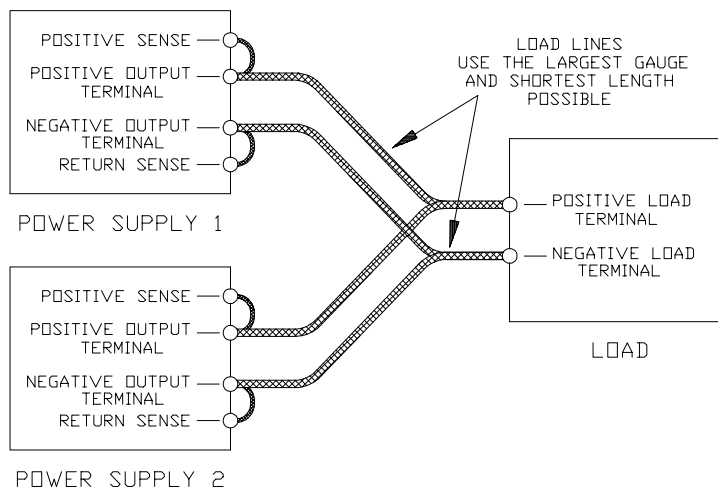 POSITIVE SENSE
POSITIVE OUTPUT
TERMINAL
NEGATIVE OUTPUT
TERMINAL
RETURN SENSE
POWER SUPPLY 1
LOAD LINES
USE THE LARGEST GAUGE
AND SHORTEST LENGTH
POSSIBLE
POSITIVE LOAD
TERMINAL
NEGATIVE LOAD
TERMINAL
LOAD
POSITIVE SENSE
POSITIVE OUTPUT
TERMINAL
NEGATIVE OUTPUT
TERMINAL
RETURN SENSE
POWER SUPPLY 2